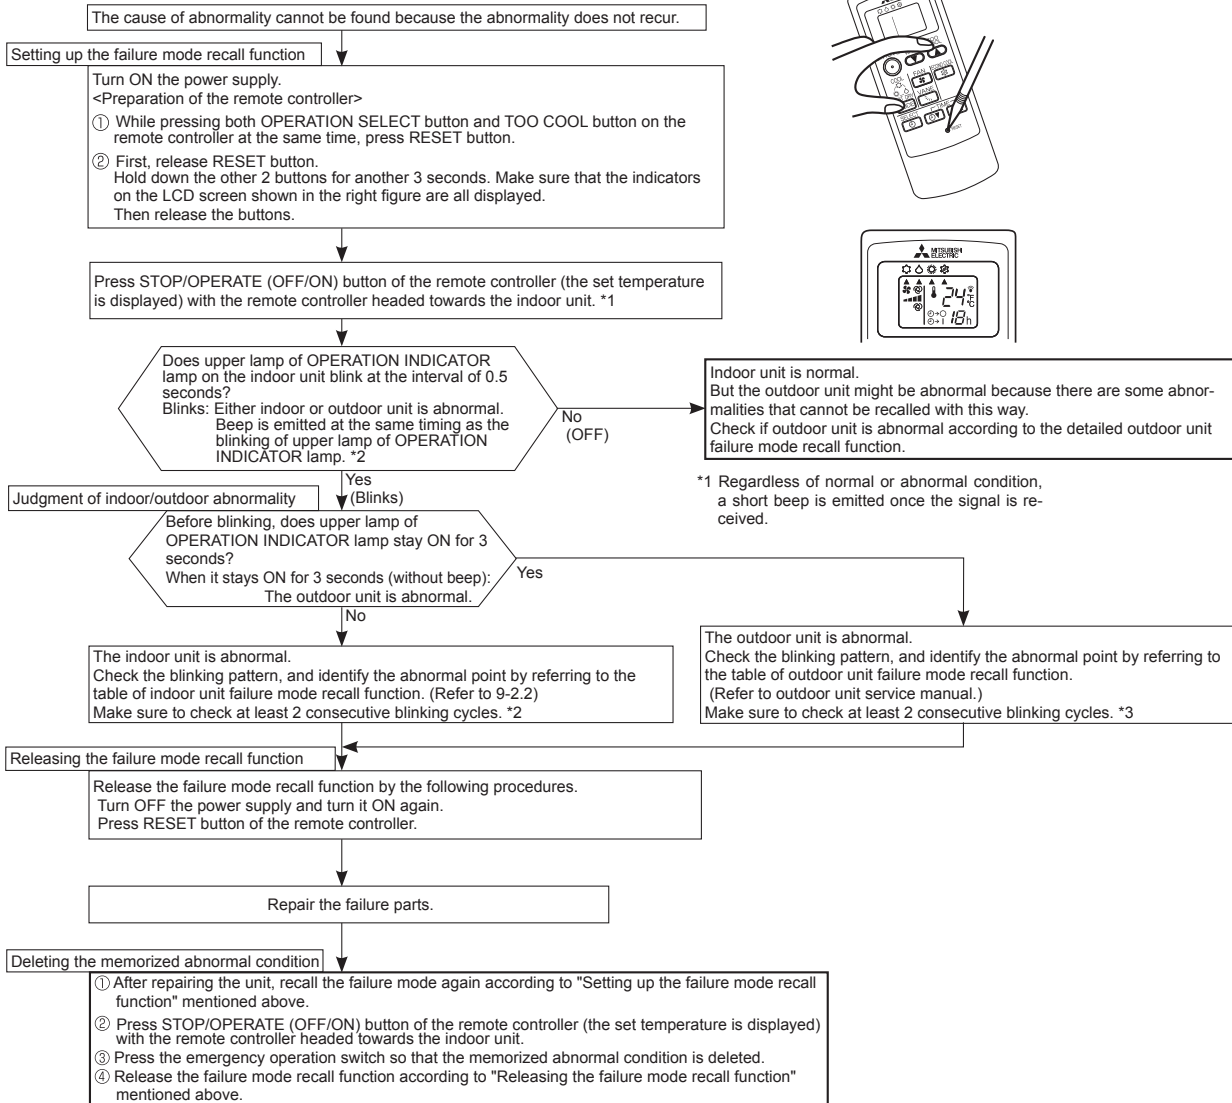 The cause of abnormality cannot be found because the abnormality does not recur.
Setting up the failure mode recall function
Turn ON the power supply.
<Preparation of the remote controller>
① While pressing both OPERATION SELECT button and TOO COOL button on the
remote controller at the same time, press RESET button.
② First, release RESET button.
Hold down the other 2 buttons for another 3 seconds. Make sure that the indicators
on the LCD screen shown in the right figure are all displayed.
Then release the buttons.
COOL
FAN
VANE
SELECT
RESET
MITSUBISHI
ELECTRIC
24
18h
Press STOP/OPERATE (OFF/ON) button of the remote controller (the set temperature
is displayed) with the remote controller headed towards the indoor unit. *1
Does upper lamp of OPERATION INDICATOR
lamp on the indoor unit blink at the interval of 0.5
seconds?
Blinks: Either indoor or outdoor unit is abnormal.
Beep is emitted at the same timing as the
blinking of upper lamp of OPERATION
INDICATOR lamp. *2
No
(OFF)
Indoor unit is normal.
But the outdoor unit might be abnormal because there are some abnor-
malities that cannot be recalled with this way.
Check if outdoor unit is abnormal according to the detailed outdoor unit
failure mode recall function.
*1 Regardless of normal or abnormal condition,
a short beep is emitted once the signal is re-
ceived.
Yes
(Blinks)
Judgment of indoor/outdoor abnormality
Before blinking, does upper lamp of
OPERATION INDICATOR lamp stay ON for 3
seconds?
When it stays ON for 3 seconds (without beep):
The outdoor unit is abnormal.
Yes
No
The indoor unit is abnormal.
Check the blinking pattern, and identify the abnormal point by referring to the
table of indoor unit failure mode recall function. (Refer to 9-2.2)
Make sure to check at least 2 consecutive blinking cycles. *2
The outdoor unit is abnormal.
Check the blinking pattern, and identify the abnormal point by referring to
the table of outdoor unit failure mode recall function.
(Refer to outdoor unit service manual.)
Make sure to check at least 2 consecutive blinking cycles. *3
Releasing the failure mode recall function
Release the failure mode recall function by the following procedures.
Turn OFF the power supply and turn it ON again.
Press RESET button of the remote controller.
Repair the failure parts.
Deleting the memorized abnormal condition
① After repairing the unit, recall the failure mode again according to "Setting up the failure mode recall
function" mentioned above.
② Press STOP/OPERATE (OFF/ON) button of the remote controller (the set temperature is displayed)
with the remote controller headed towards the indoor unit.
③ Press the emergency operation switch so that the memorized abnormal condition is deleted.
④ Release the failure mode recall function according to "Releasing the failure mode recall function"
mentioned above.